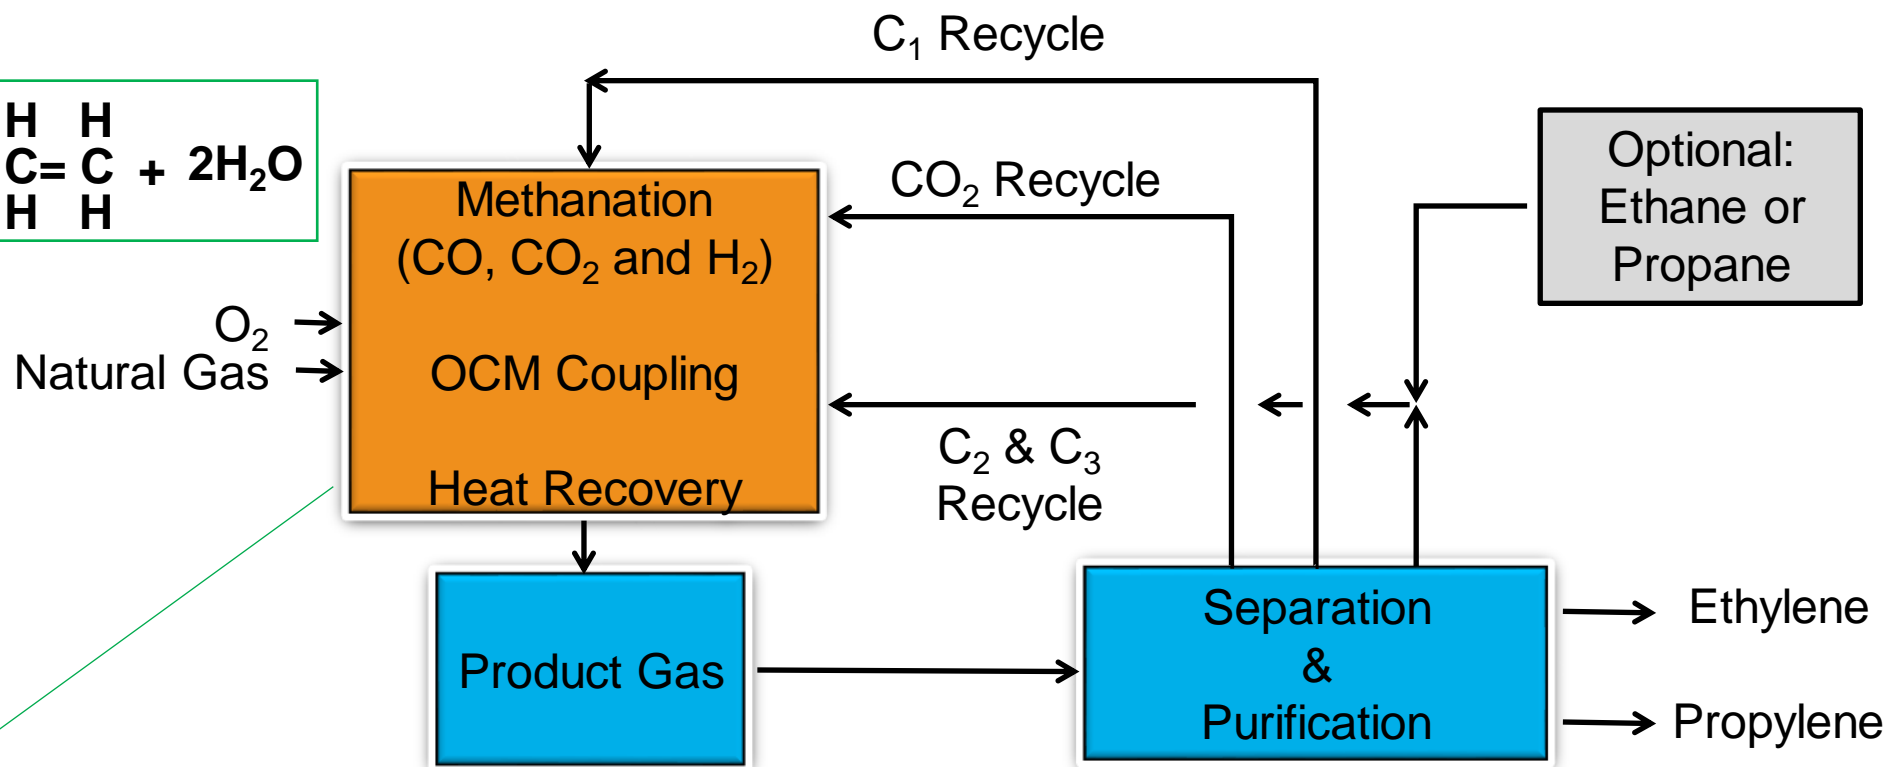 C₁ Recycle
H H
C= C + 2H₂O
H H
Methanation
(CO, CO₂ and H₂)
OCM Coupling
Heat Recovery
CO₂ Recycle
Optional:
Ethane or
Propane
O₂
Natural Gas
C₂ & C₃
Recycle
Product Gas
Separation
&
Purification
Ethylene
Propylene